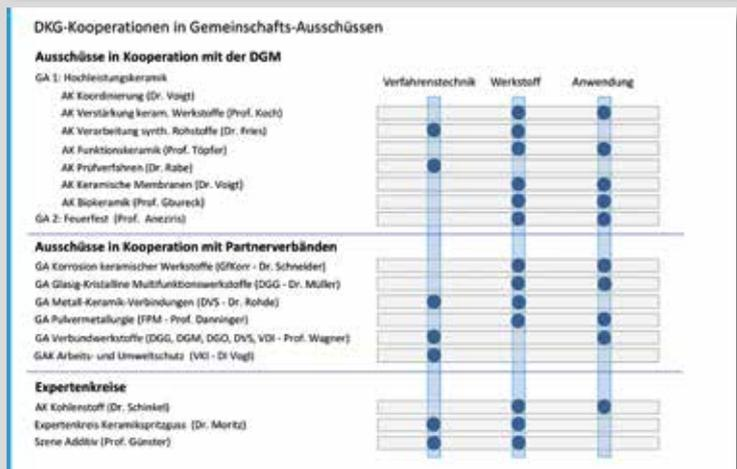 DKG-Kooperationen in Gemeinschafts-Ausschüssen
Ausschüsse in Kooperation mit der DGM
GA 1: Hochleistungskeramik
Verfahrenstechnik Werkstoff Anwendung
AK Koordinierung (Dr. Voigt)
AK Verstärkung keram. Werkstoffe (Prof. Koch)
AK Verarbeitung synth. Rohstoffe (Dr. Fries)
AK Funktionskeramik (Prof. Töpfer)
AK Prüfverfahren (Dr. Rabe)
AK Keramische Membranen (Dr. Voigt)
AK Biokeramik (Prof. Gbureck)
GA 2: Feuerfest (Prof. Aneziris)
Ausschüsse in Kooperation mit Partnerverbänden
GA Korrosion keramischer Werkstoffe (GfKorr - Dr. Schneider)
GA Glasig-Kristalline Multifunktionswerkstoffe (DGG - Dr. Müller)
GA Metall-Keramik-Verbindungen (DVS - Dr. Rohde)
GA Pulvermetallurgie (FPM - Prof. Danninger)
GA Verbundwerkstoffe (DGG, DGM, DGO, DVS, VDI - Prof. Wagner)
GAK Arbeits- und Umweltschutz (VKI - DI Vogl)
Expertenkreise
AK Kohlenstoff (Dr. Schinkel)
Expertenkreis Keramikspritzguss (Dr. Moritz)
Szene Additiv (Prof. Günster)